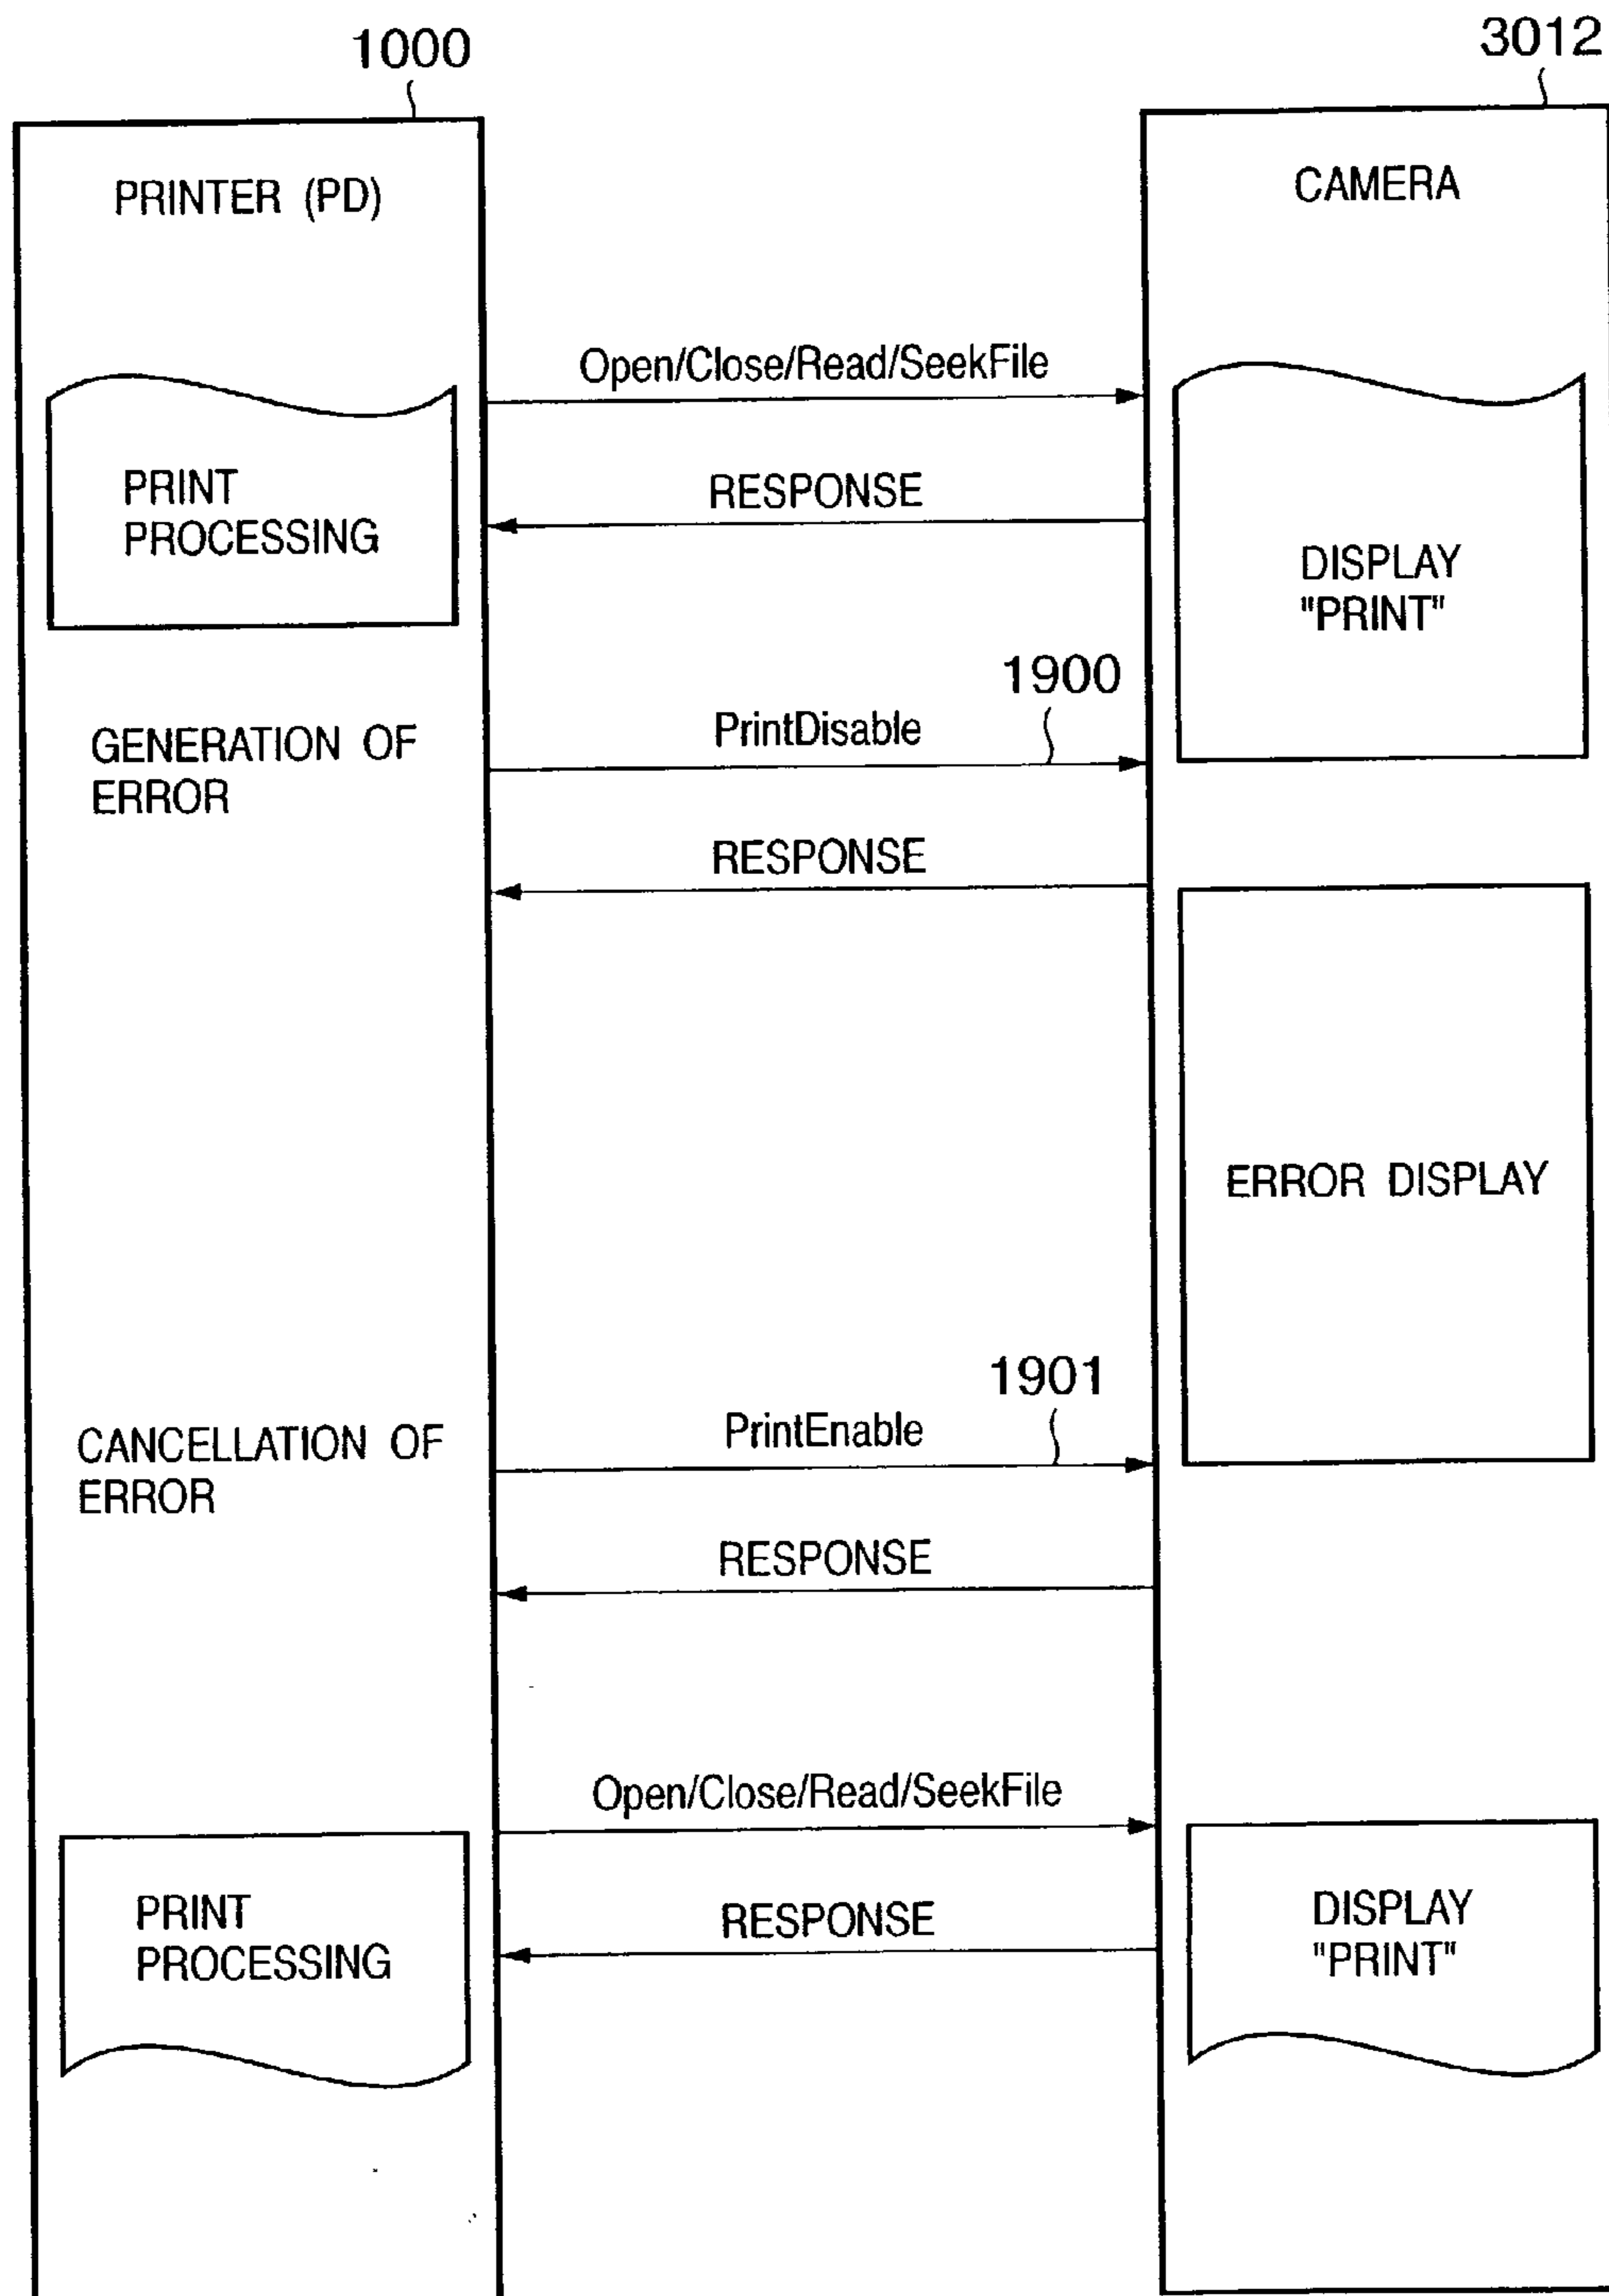 1000
3012
PRINTER (PD)
CAMERA
Open/Close/Read/SeekFile
PRINT
PROCESSING
RESPONSE
DISPLAY
"PRINT"
1900
GENERATION OF
ERROR
PrintDisable
RESPONSE
ERROR DISPLAY
1901
CANCELLATION OF
ERROR
PrintEnable
RESPONSE
Open/Close/Read/SeekFile
PRINT
PROCESSING
RESPONSE
DISPLAY
"PRINT"